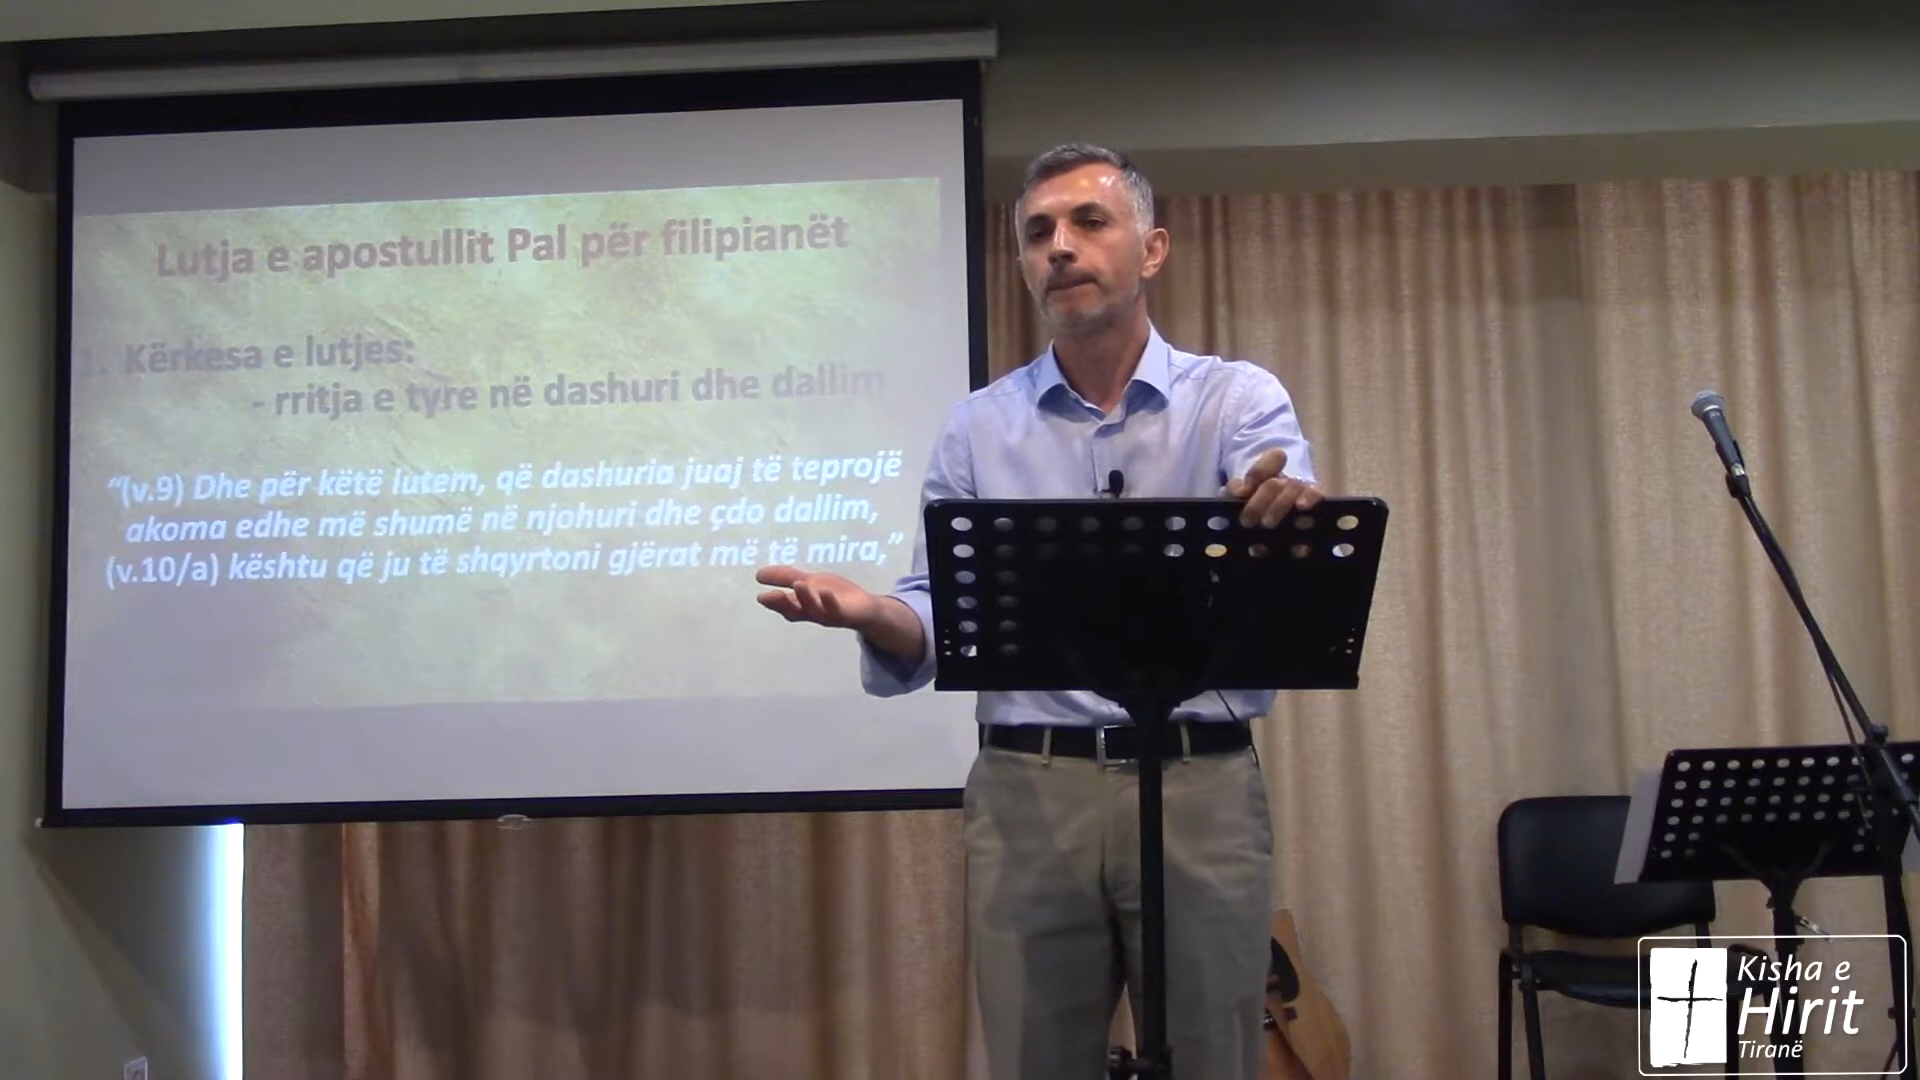 Lutja e apostullit Pal për filipianët
1. Kërkesa e lutjes:
- rritja e tyre në dashuri dhe dallim
“(v.9) Dhe për këtë lutem, që dashuria juaj të teprojë
akoma edhe më shumë në njohuri dhe çdo dallim,
(v.10/a) kështu që ju të shqyrtoni gjërat më të mira,”
Kisha e
Hirit
Tiranë